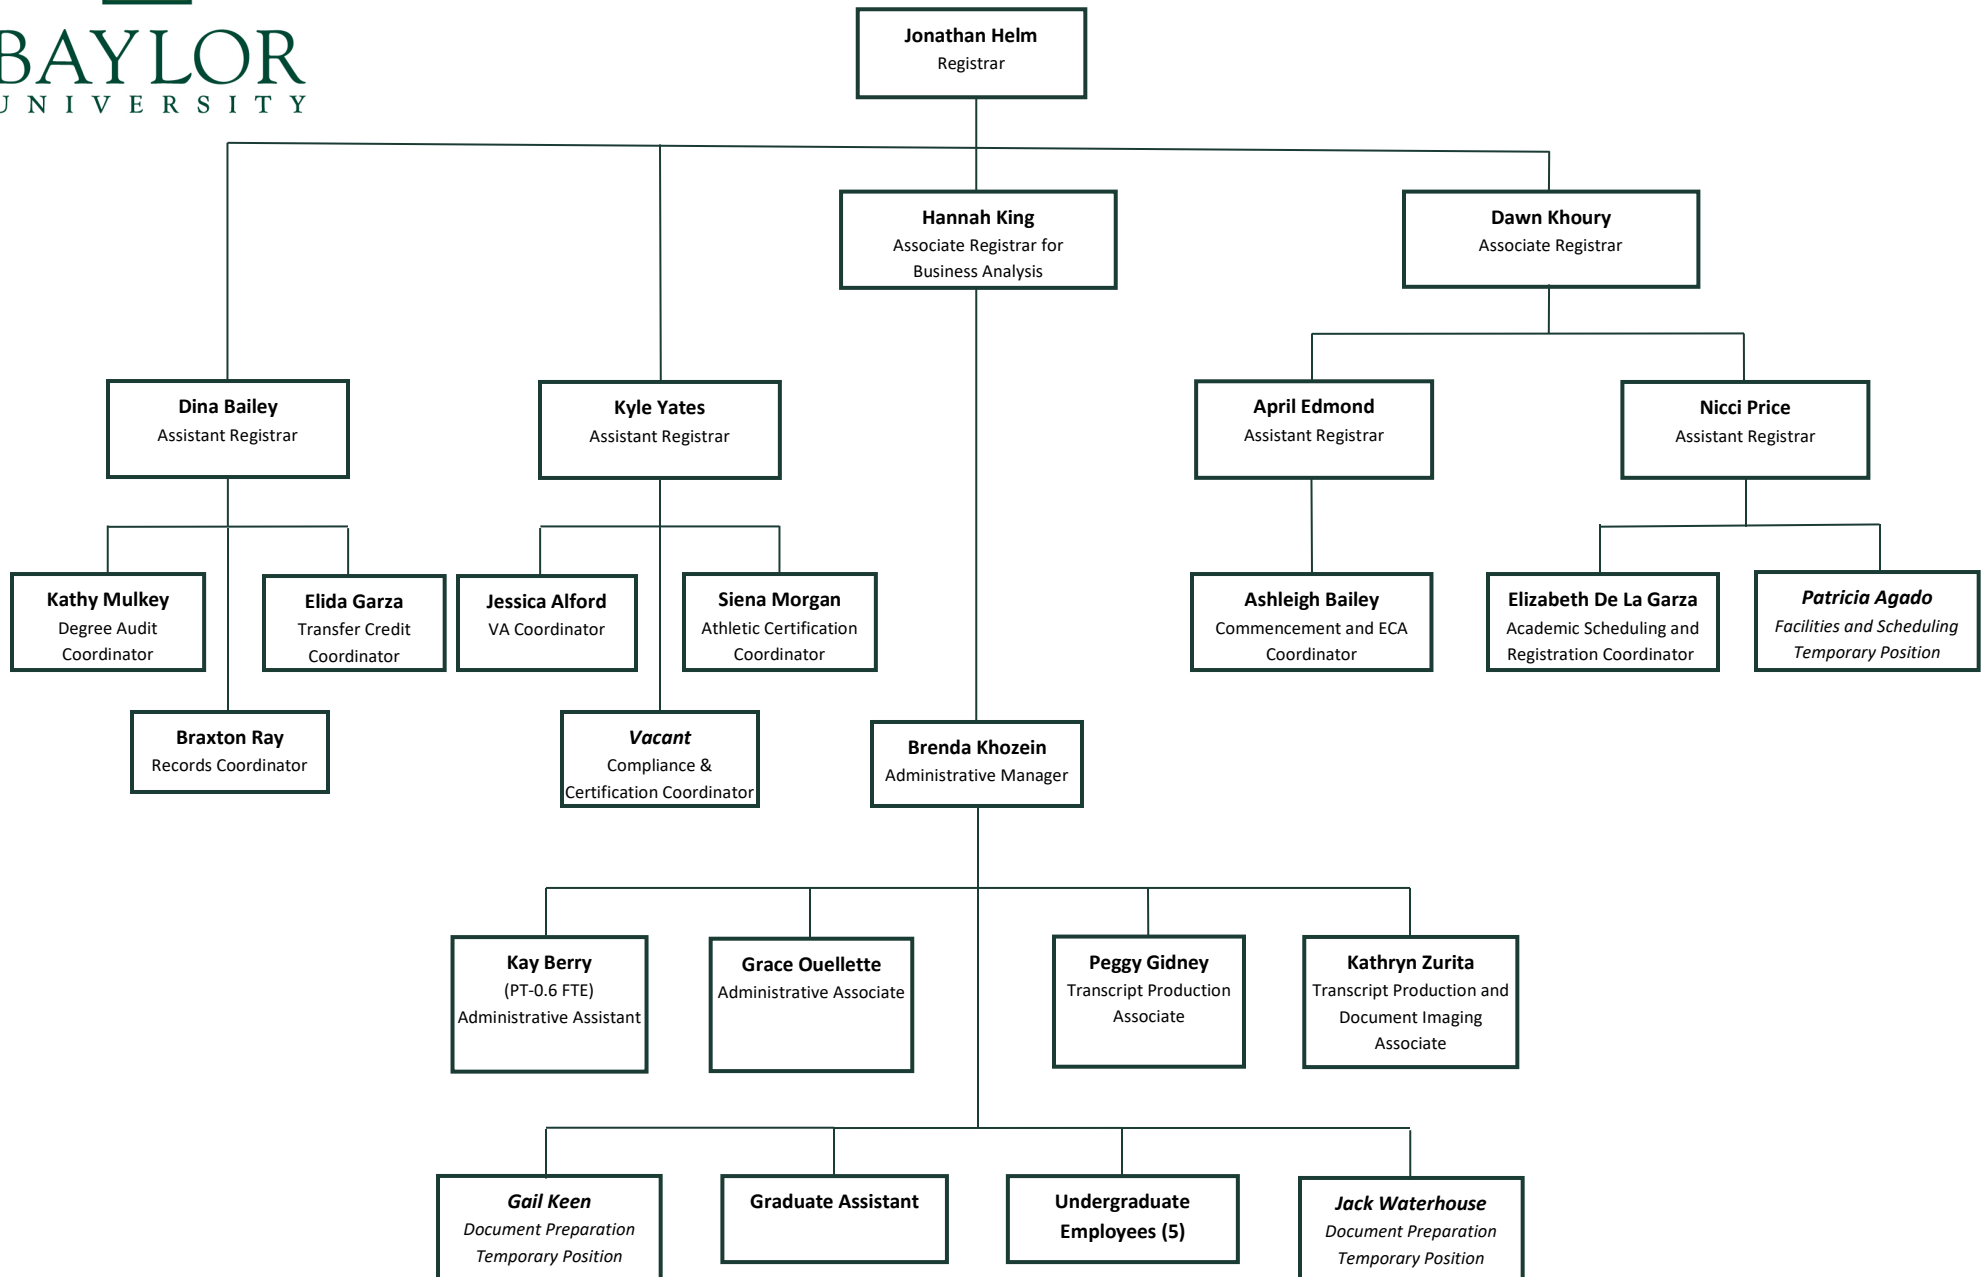 BAYLOR
UNIVERSITY
Jonathan Helm
Registrar
Hannah King
Associate Registrar for
Business Analysis
Dawn Khoury
Associate Registrar
Dina Bailey
Assistant Registrar
Kyle Yates
Assistant Registrar
April Edmond
Assistant Registrar
Nicci Price
Assistant Registrar
Kathy Mulkey
Degree Audit
Coordinator
Elida Garza
Transfer Credit
Coordinator
Jessica Alford
VA Coordinator
Siena Morgan
Athletic Certification
Coordinator
Ashleigh Bailey
Commencement and ECA
Coordinator
Elizabeth De La Garza
Academic Scheduling and
Registration Coordinator
Patricia Agado
Facilities and Scheduling
Temporary Position
Braxton Ray
Records Coordinator
Vacant
Compliance &
Certification Coordinator
Brenda Khozein
Administrative Manager
Kay Berry
(PT-0.6 FTE)
Administrative Assistant
Grace Ouellette
Administrative Associate
Peggy Gidney
Transcript Production
Associate
Kathryn Zurita
Transcript Production and
Document Imaging
Associate
Gail Keen
Document Preparation
Temporary Position
Graduate Assistant
Undergraduate
Employees (5)
Jack Waterhouse
Document Preparation
Temporary Position